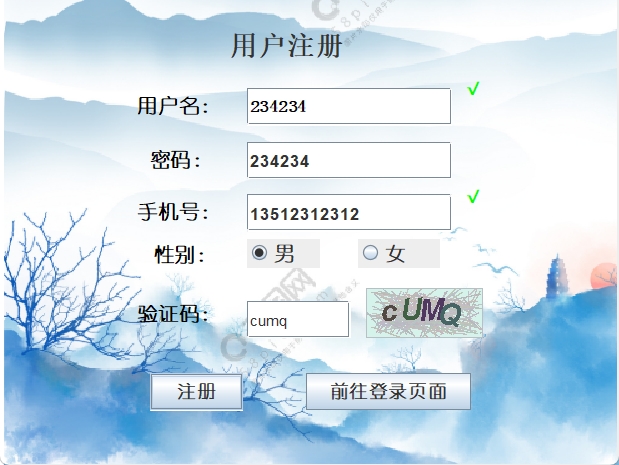 用户注册
用户名： 234234 √
密码： 234234
手机号： 13512312312 √
性别： 男 女
验证码： cumq cUMQ
注册 前往登录页面